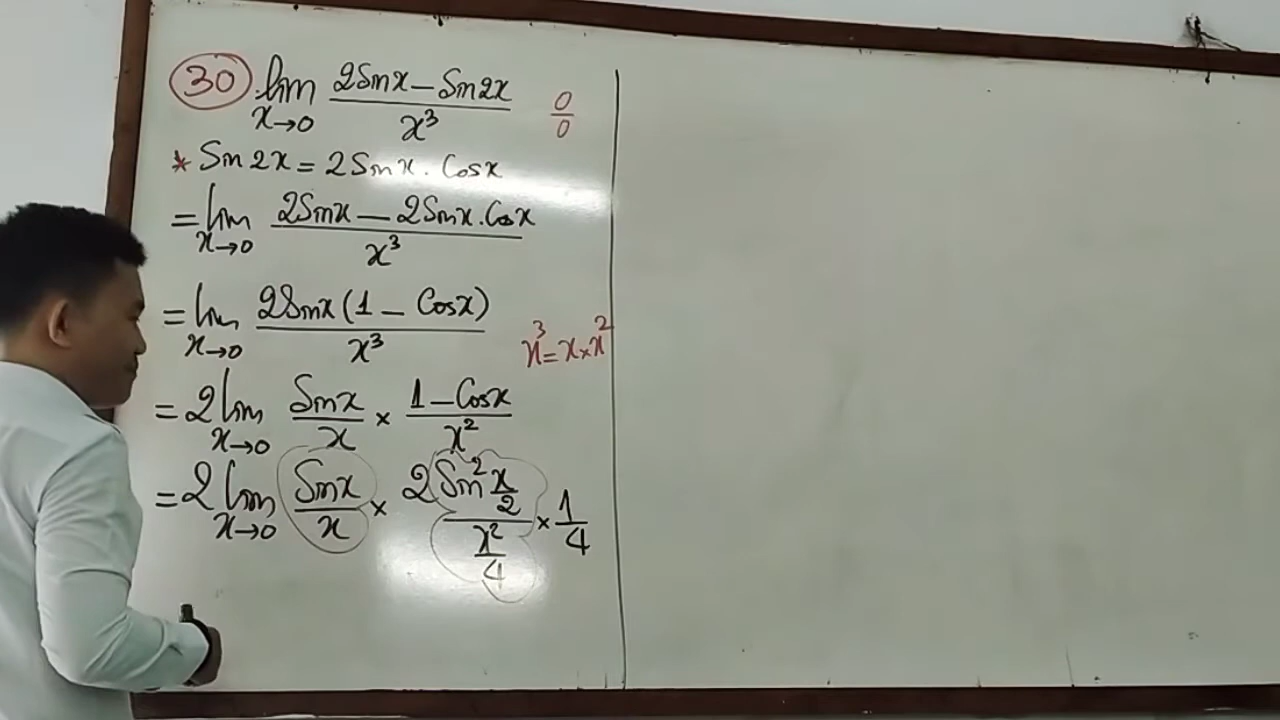 30 lim x→0 (2Sinx − Sin2x)/x³ 0/0
* Sin2x = 2Sinx . Cosx
= lim x→0 (2Sinx − 2Sinx.Cosx)/x³
= lim x→0 (2Sinx(1 − Cosx))/x³ x³ = x × x²
= 2 lim x→0 Sinx/x × (1 − Cosx)/x²
= 2 lim x→0 Sinx/x × (2Sin² x/2)/(x²/4) × 1/4